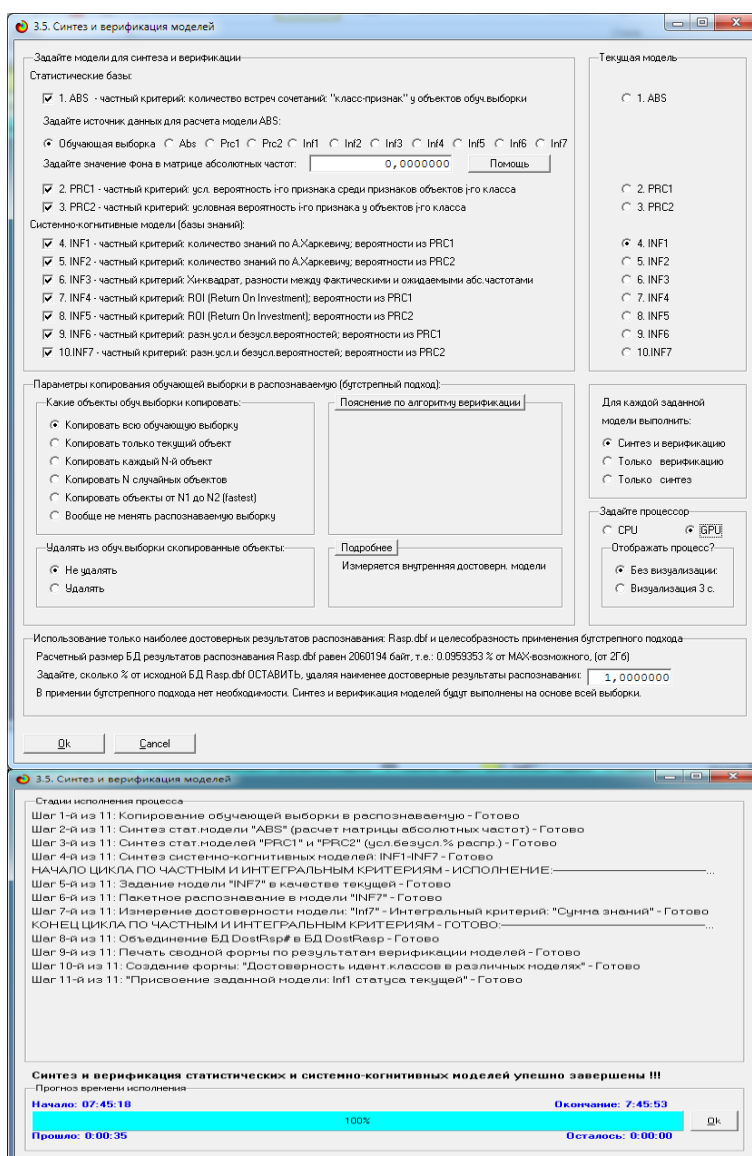 3.5. Синтез и верификация моделей
Задайте модели для синтеза и верификации
Статистические базы:
1. ABS - частный критерий: количество встреч сочетаний: "класс-признак" у объектов обуч.выборки
Задайте источник данных для расчета модели ABS:
Обучающая выборка Abs Prc1 Prc2 Inf1 Inf2 Inf3 Inf4 Inf5 Inf6 Inf7
Задайте значение фона в матрице абсолютных частот: 0,0000000 Помощь
2. PRC1 - частный критерий: усл. вероятность i-го признака среди признаков объектов j-го класса
3. PRC2 - частный критерий: условная вероятность i-го признака у объектов j-го класса
Системно-когнитивные модели (базы знаний):
4. INF1 - частный критерий: количество знаний по А.Харкевичу; вероятности из PRC1
5. INF2 - частный критерий: количество знаний по А.Харкевичу; вероятности из PRC2
6. INF3 - частный критерий: Хи-квадрат, разности между фактическими и ожидаемыми абс.частотами
7. INF4 - частный критерий: ROI (Return On Investment); вероятности из PRC1
8. INF5 - частный критерий: ROI (Return On Investment); вероятности из PRC2
9. INF6 - частный критерий: разн.усл.и безусл.вероятностей; вероятности из PRC1
10.INF7 - частный критерий: разн.усл.и безусл.вероятностей; вероятности из PRC2
Текущая модель
1. ABS
2. PRC1
3. PRC2
4. INF1
5. INF2
6. INF3
7. INF4
8. INF5
9. INF6
10.INF7
Параметры копирования обучающей выборки в распознаваемую (бутстрепный подход):
Какие объекты обуч.выборки копировать:
Копировать всю обучающую выборку
Копировать только текущий объект
Копировать каждый N-й объект
Копировать N случайных объектов
Копировать объекты от N1 до N2 (fastest)
Вообще не менять распознаваемую выборку
Пояснение по алгоритму верификации
Удалять из обуч.выборки скопированные объекты:
Не удалять
Удалять
Подробнее
Измеряется внутренняя достоверн. модели
Для каждой заданной
модели выполнить:
Синтез и верификацию
Только верификацию
Только синтез
Задайте процессор
CPU GPU
Отображать процесс?
Без визуализации:
Визуализация 3 с.
Использование только наиболее достоверных результатов распознавания: Rasp.dbf и целесобразность применения бутстрепного подхода
Расчетный размер БД результатов распознавания Rasp.dbf равен 2060194 байт, т.е.: 0.0959353 % от MAX-возможного, (от 2Гб)
Задайте, сколько % от исходной БД Rasp.dbf ОСТАВИТЬ, удаляя наименее достоверные результаты распознавания: 1,0000000
В примении бутстрепного подхода нет необходимости. Синтез и верификация моделей будут выполнены на основе всей выборки.
Ok Cancel
3.5. Синтез и верификация моделей
Стадии исполнения процесса
Шаг 1-й из 11: Копирование обучающей выборки в распознаваемую - Готово
Шаг 2-й из 11: Синтез стат.модели "ABS" (расчет матрицы абсолютных частот) - Готово
Шаг 3-й из 11: Синтез стат.моделей "PRC1" и "PRC2" (усл.безусл.% распр.) - Готово
Шаг 4-й из 11: Синтез системно-когнитивных моделей: INF1-INF7 - Готово
НАЧАЛО ЦИКЛА ПО ЧАСТНЫМ И ИНТЕГРАЛЬНЫМ КРИТЕРИЯМ - ИСПОЛНЕНИЕ:...
Шаг 5-й из 11: Задание модели "INF7" в качестве текущей - Готово
Шаг 6-й из 11: Пакетное распознавание в модели "INF7" - Готово
Шаг 7-й из 11: Измерение достоверности модели: "Inf7" - Интегральный критерий: "Сумма знаний" - Готово
КОНЕЦ ЦИКЛА ПО ЧАСТНЫМ И ИНТЕГРАЛЬНЫМ КРИТЕРИЯМ - ГОТОВО:...
Шаг 8-й из 11: Объединение БД DostRsp# в БД DostRasp - Готово
Шаг 9-й из 11: Печать сводной формы по результатам верификации моделей - Готово
Шаг 10-й из 11: Создание формы: "Достоверность идент.классов в различных моделях" - Готово
Шаг 11-й из 11: "Присвоение заданной модели: Inf1 статуса текущей" - Готово
Синтез и верификация статистических и системно-когнитивных моделей упешно завершены !!!
Прогноз времени исполнения
Начало: 07:45:18 Окончание: 7:45:53
100% Ok
Прошло: 0:00:35 Осталось: 0:00:00